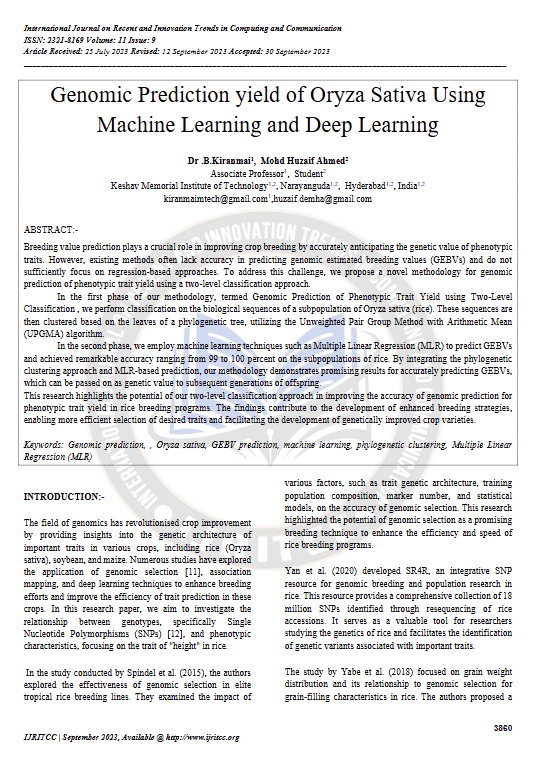 International Journal on Recent and Innovation Trends in Computing and Communication
ISSN: 2321-8169 Volume: 11 Issue: 9
Article Received: 25 July 2023 Revised: 12 September 2023 Accepted: 30 September 2023
Genomic Prediction yield of Oryza Sativa Using
Machine Learning and Deep Learning
Dr .B.Kiranmai1, Mohd Huzaif Ahmed2
Associate Professor1, Student2
Keshav Memorial Institute of Technology1,2, Narayanguda1,2, Hyderabad1,2, India1,2
kiranmaimtech@gmail.com1,huzaif.demha@gmail.com
ABSTRACT:-
Breeding value prediction plays a crucial role in improving crop breeding by accurately anticipating the genetic value of phenotypic
traits. However, existing methods often lack accuracy in predicting genomic estimated breeding values (GEBVs) and do not
sufficiently focus on regression-based approaches. To address this challenge, we propose a novel methodology for genomic
prediction of phenotypic trait yield using a two-level classification approach.
In the first phase of our methodology, termed Genomic Prediction of Phenotypic Trait Yield using Two-Level
Classification , we perform classification on the biological sequences of a subpopulation of Oryza sativa (rice). These sequences
are then clustered based on the leaves of a phylogenetic tree, utilizing the Unweighted Pair Group Method with Arithmetic Mean
(UPGMA) algorithm.
In the second phase, we employ machine learning techniques such as Multiple Linear Regression (MLR) to predict GEBVs
and achieved remarkable accuracy ranging from 99 to 100 percent on the subpopulations of rice. By integrating the phylogenetic
clustering approach and MLR-based prediction, our methodology demonstrates promising results for accurately predicting GEBVs,
which can be passed on as genetic value to subsequent generations of offspring.
This research highlights the potential of our two-level classification approach in improving the accuracy of genomic prediction for
phenotypic trait yield in rice breeding programs. The findings contribute to the development of enhanced breeding strategies,
enabling more efficient selection of desired traits and facilitating the development of genetically improved crop varieties.
Keywords: Genomic prediction, , Oryza sativa, GEBV prediction, machine learning, phylogenetic clustering, Multiple Linear
Regression (MLR)
INTRODUCTION:-
The field of genomics has revolutionised crop improvement
by providing insights into the genetic architecture of
important traits in various crops, including rice (Oryza
sativa), soybean, and maize. Numerous studies have explored
the application of genomic selection [11], association
mapping, and deep learning techniques to enhance breeding
efforts and improve the efficiency of trait prediction in these
crops. In this research paper, we aim to investigate the
relationship between genotypes, specifically Single
Nucleotide Polymorphisms (SNPs) [12], and phenotypic
characteristics, focusing on the trait of "height" in rice.
In the study conducted by Spindel et al. (2015), the authors
explored the effectiveness of genomic selection in elite
tropical rice breeding lines. They examined the impact of
various factors, such as trait genetic architecture, training
population composition, marker number, and statistical
models, on the accuracy of genomic selection. This research
highlighted the potential of genomic selection as a promising
breeding technique to enhance the efficiency and speed of
rice breeding programs.
Yan et al. (2020) developed SR4R, an integrative SNP
resource for genomic breeding and population research in
rice. This resource provides a comprehensive collection of 18
million SNPs identified through resequencing of rice
accessions. It serves as a valuable tool for researchers
studying the genetics of rice and facilitates the identification
of genetic variants associated with important traits.
The study by Yabe et al. (2018) focused on grain weight
distribution and its relationship to genomic selection for
grain-filling characteristics in rice. The authors proposed a
3860
IJRITCC | September 2023, Available @ http://www.ijritcc.org